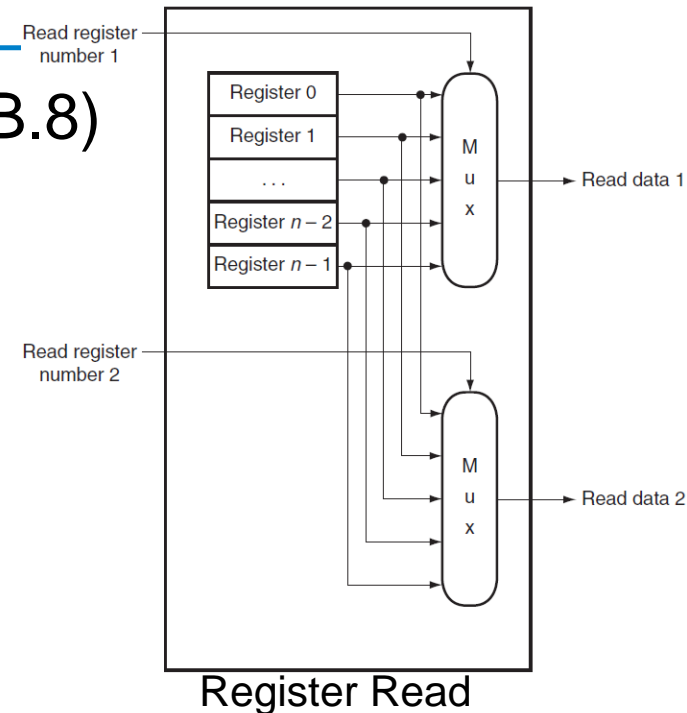 Read register
number 1
B.8)
Register 0
Register 1
. . .
Register n – 2
Register n – 1
M
u
x
Read data 1
Read register
number 2
M
u
x
Read data 2
Register Read